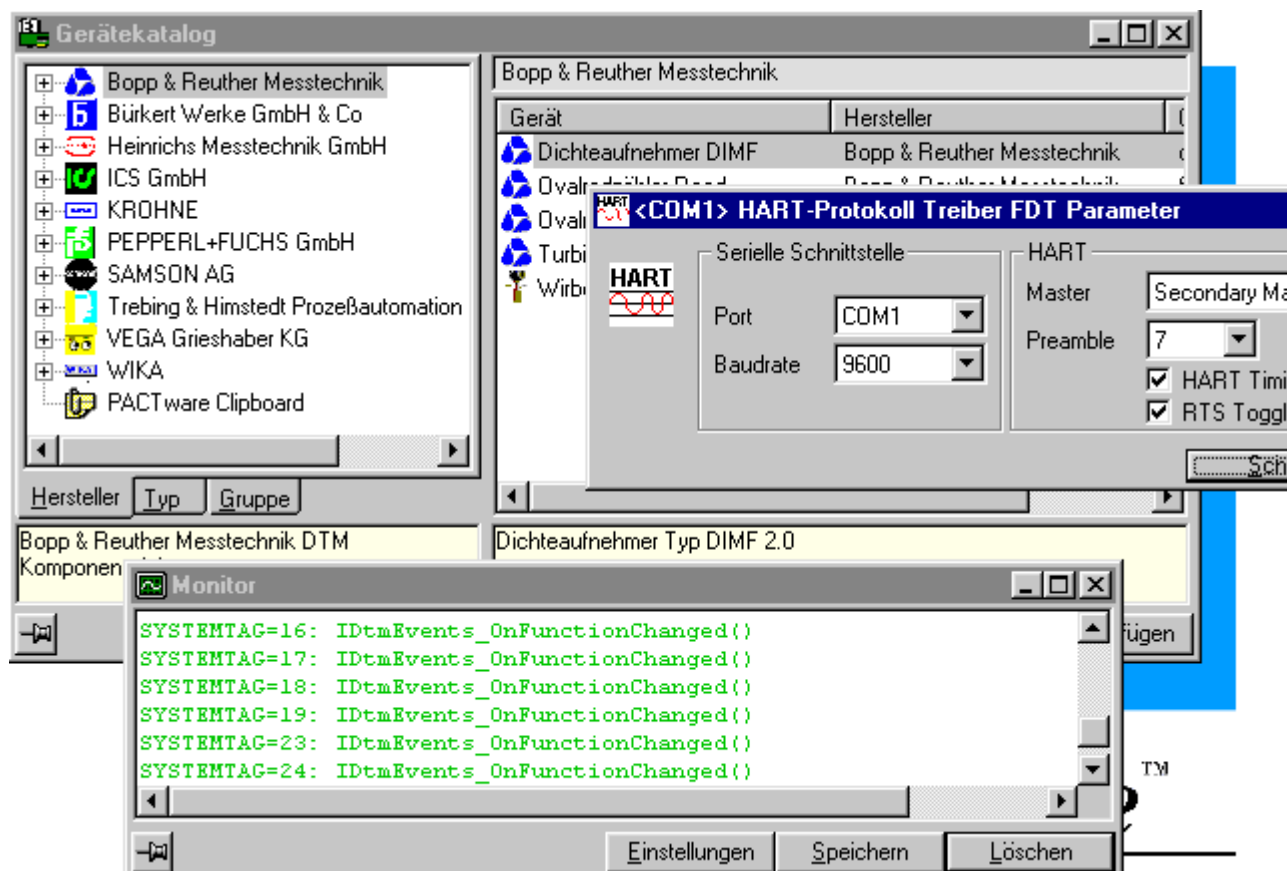 Gerätekatalog
Bopp & Reuther Messtechnik
Bürkert Werke GmbH & Co
Heinrichs Messtechnik GmbH
ICS GmbH
KROHNE
PEPPERL+FUCHS GmbH
SAMSON AG
Trebing & Himstedt Prozeßautomation
VEGA Grieshaber KG
WIKA
PACTware Clipboard
Hersteller Typ Gruppe
Bopp & Reuther Messtechnik DTM
Bopp & Reuther Messtechnik
Gerät Hersteller
Dichteaufnehmer DIMF Bopp & Reuther Messtechnik
Dichteaufnehmer Typ DIMF 2.0
<COM1> HART-Protokoll Treiber FDT Parameter
HART
Serielle Schnittstelle
Port COM1
Baudrate 9600
HART
Master Secondary
Preamble 7
HART
RTS
Monitor
SYSTEMTAG=16: IDtmEvents_OnFunctionChanged()
SYSTEMTAG=17: IDtmEvents_OnFunctionChanged()
SYSTEMTAG=18: IDtmEvents_OnFunctionChanged()
SYSTEMTAG=19: IDtmEvents_OnFunctionChanged()
SYSTEMTAG=23: IDtmEvents_OnFunctionChanged()
SYSTEMTAG=24: IDtmEvents_OnFunctionChanged()
Einstellungen Speichern Löschen
TM